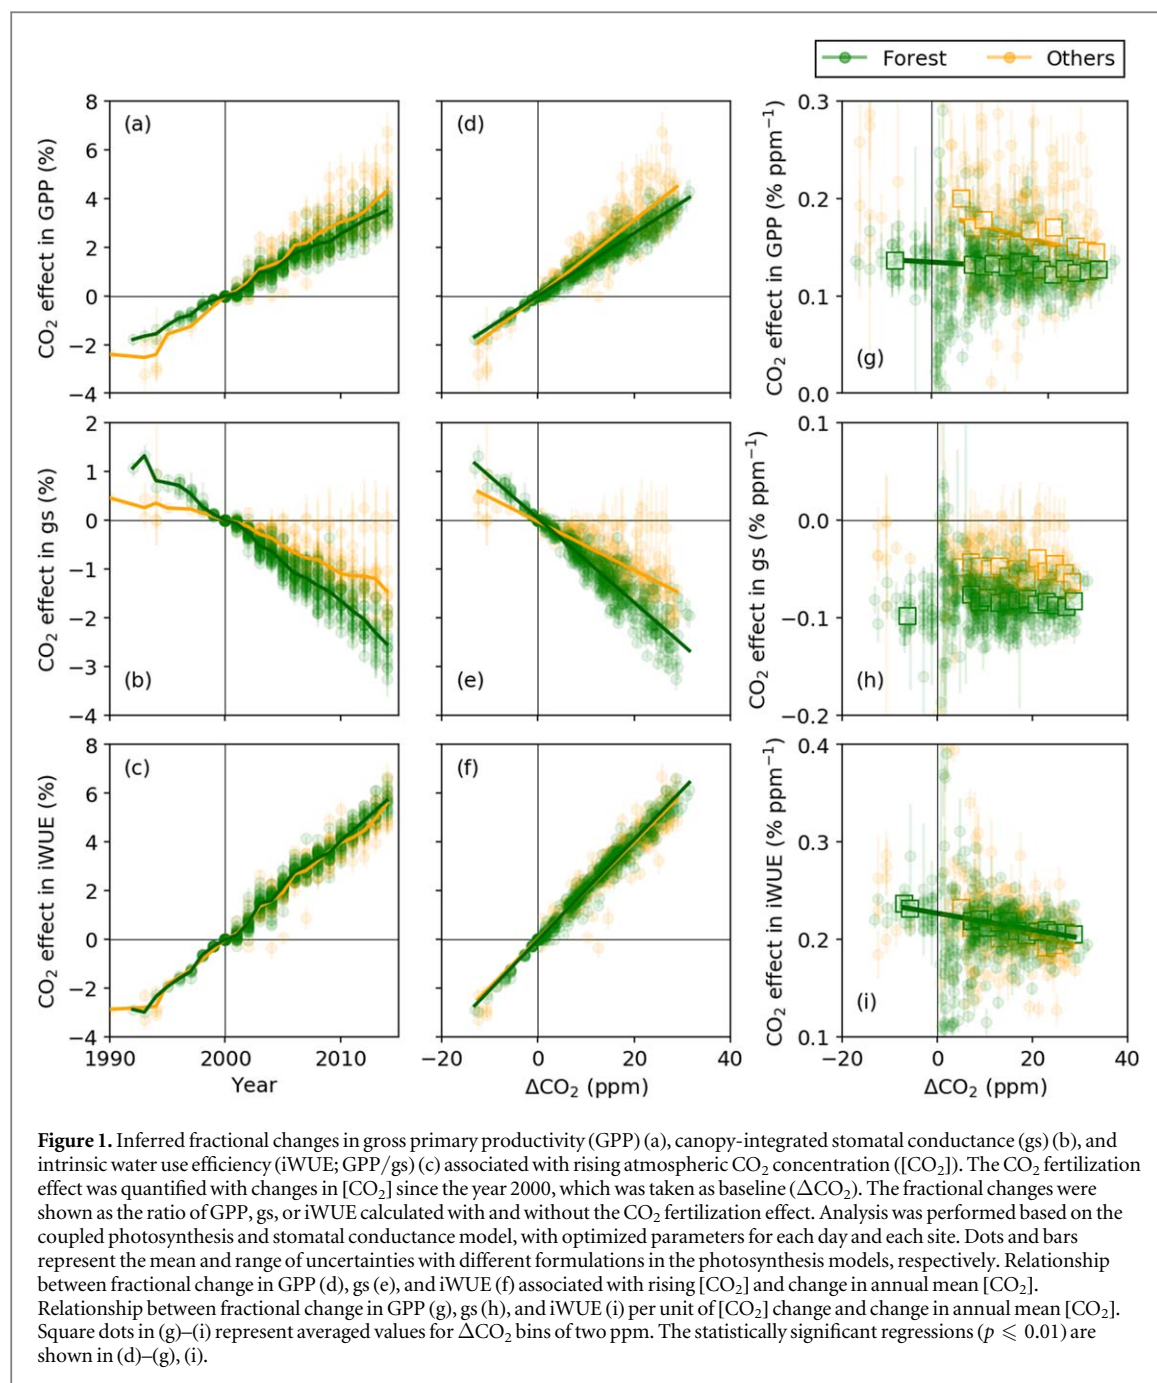 Forest Others
8
6
4
2
0
−2
−4
CO₂ effect in GPP (%)
(a)
(d)
0.3
0.2
0.1
0.0
CO₂ effect in GPP (% ppm⁻¹)
(g)
2
1
0
−1
−2
−3
−4
CO₂ effect in gs (%)
(b)
(e)
0.1
0.0
−0.1
−0.2
CO₂ effect in gs (% ppm⁻¹)
(h)
8
6
4
2
0
−2
−4
CO₂ effect in iWUE (%)
(c)
(f)
0.4
0.3
0.2
0.1
CO₂ effect in iWUE (% ppm⁻¹)
(i)
1990 2000 2010
Year
−20 0 20 40
ΔCO₂ (ppm)
−20 0 20 40
ΔCO₂ (ppm)
Figure 1. Inferred fractional changes in gross primary productivity (GPP) (a), canopy-integrated stomatal conductance (gs) (b), and
intrinsic water use efficiency (iWUE; GPP/gs) (c) associated with rising atmospheric CO₂ concentration ([CO₂]). The CO₂ fertilization
effect was quantified with changes in [CO₂] since the year 2000, which was taken as baseline (ΔCO₂). The fractional changes were
shown as the ratio of GPP, gs, or iWUE calculated with and without the CO₂ fertilization effect. Analysis was performed based on the
coupled photosynthesis and stomatal conductance model, with optimized parameters for each day and each site. Dots and bars
represent the mean and range of uncertainties with different formulations in the photosynthesis models, respectively. Relationship
between fractional change in GPP (d), gs (e), and iWUE (f) associated with rising [CO₂] and change in annual mean [CO₂].
Relationship between fractional change in GPP (g), gs (h), and iWUE (i) per unit of [CO₂] change and change in annual mean [CO₂].
Square dots in (g)–(i) represent averaged values for ΔCO₂ bins of two ppm. The statistically significant regressions (p ⩽ 0.01) are
shown in (d)–(g), (i).